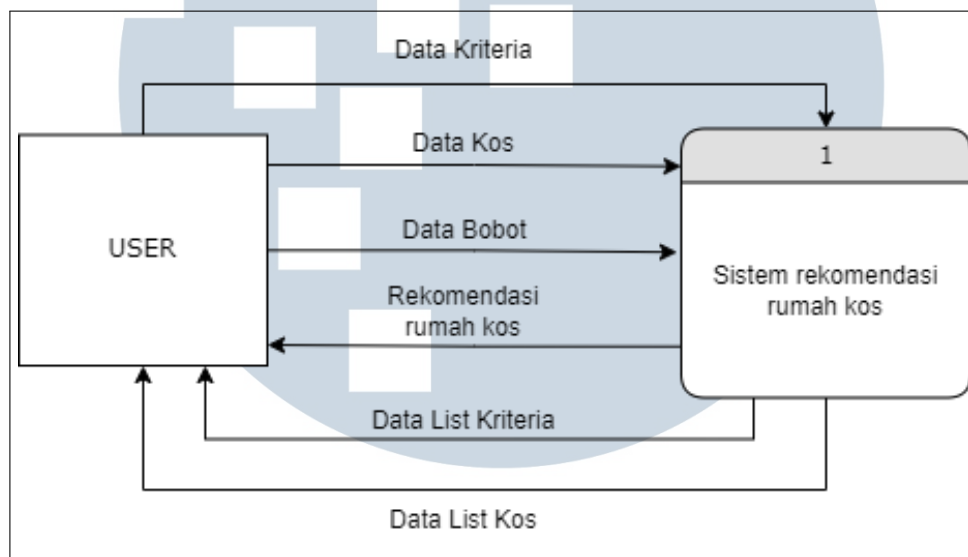 Data Kriteria
Data Kos
1
USER
Data Bobot
Sistem rekomendasi
rumah kos
Rekomendasi
rumah kos
Data List Kriteria
Data List Kos